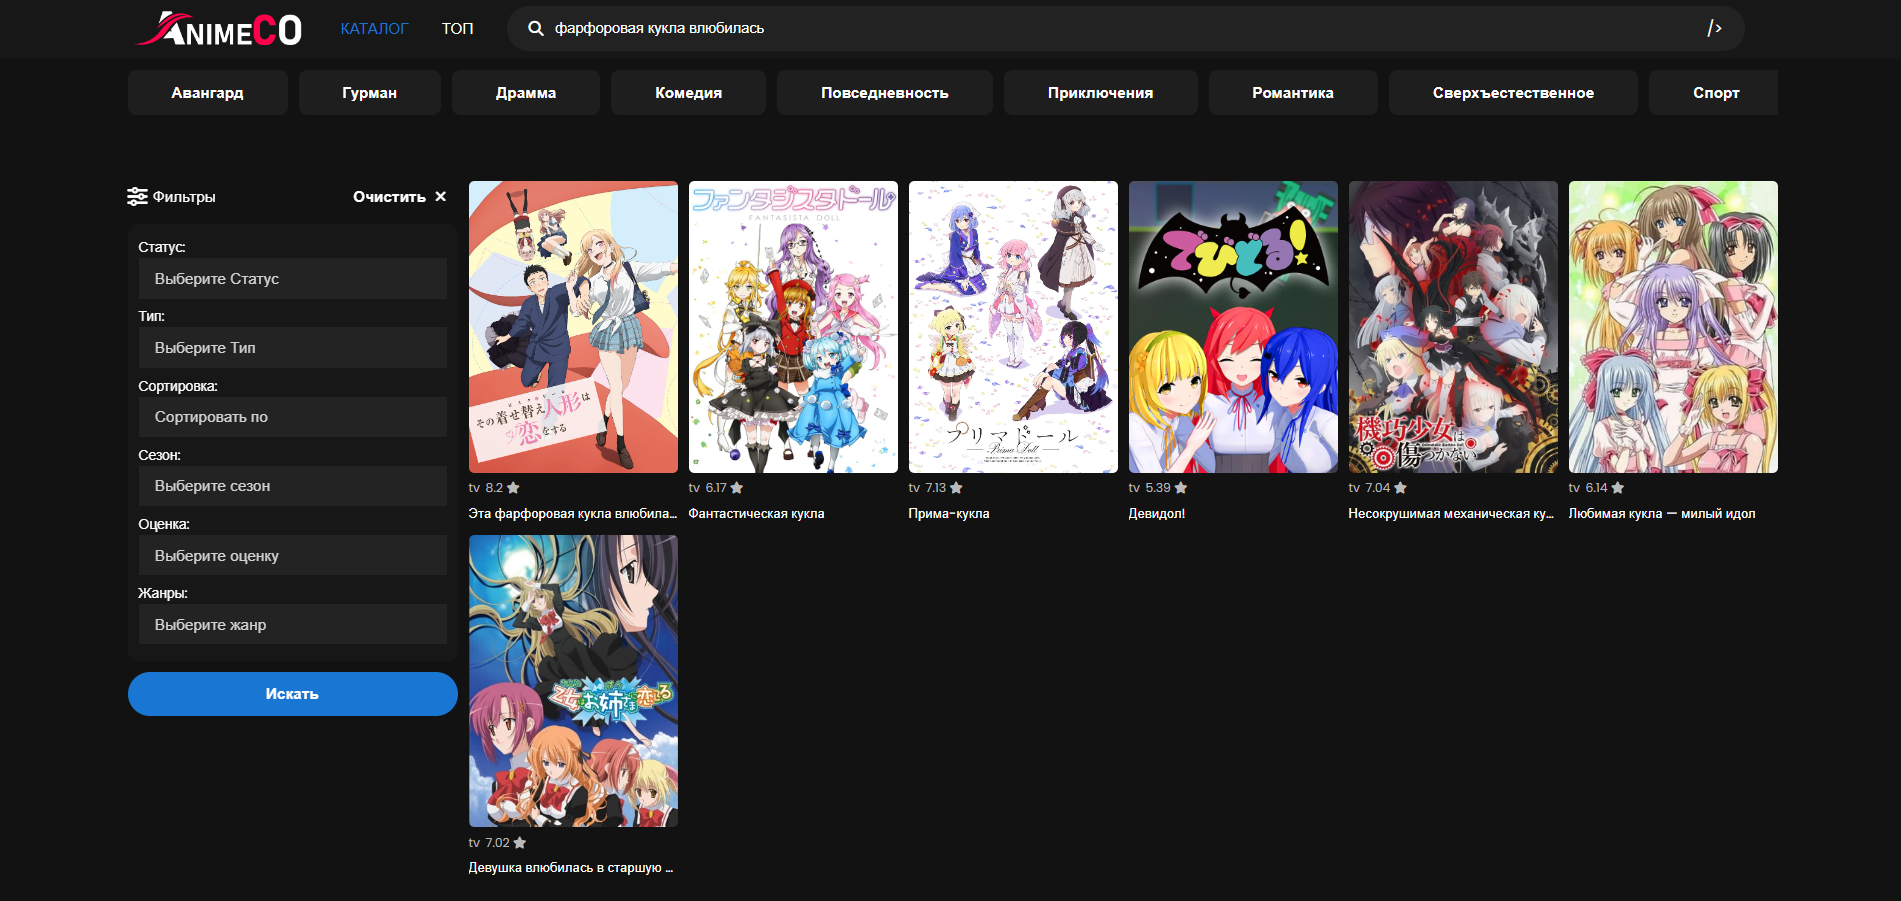 ANIMECO
КАТАЛОГ
ТОП
фарфоровая кукла влюбилась
/>
Авангард
Гурман
Драмма
Комедия
Повседневность
Приключения
Романтика
Сверхъестественное
Спорт
Фильтры
Очистить ✕
Статус:
Выберите Статус
Тип:
Выберите Тип
Сортировка:
Сортировать по
Сезон:
Выберите сезон
Оценка:
Выберите оценку
Жанры:
Выберите жанр
Искать
その着せ替え人形は
恋をする
tv 8.2
Эта фарфоровая кукла влюбила...
ファンタジスタドール
FANTASISTA DOLL
tv 6.17
Фантастическая кукла
プリマドール
Prima Doll
tv 7.13
Прима-кукла
でびどる!
tv 5.39
Девидол!
機巧少女は
傷つかない
tv 7.04
Несокрушимая механическая ку...
tv 6.14
Любимая кукла — милый идол
乙女はお姉さまに恋してる
tv 7.02
Девушка влюбилась в старшую ...